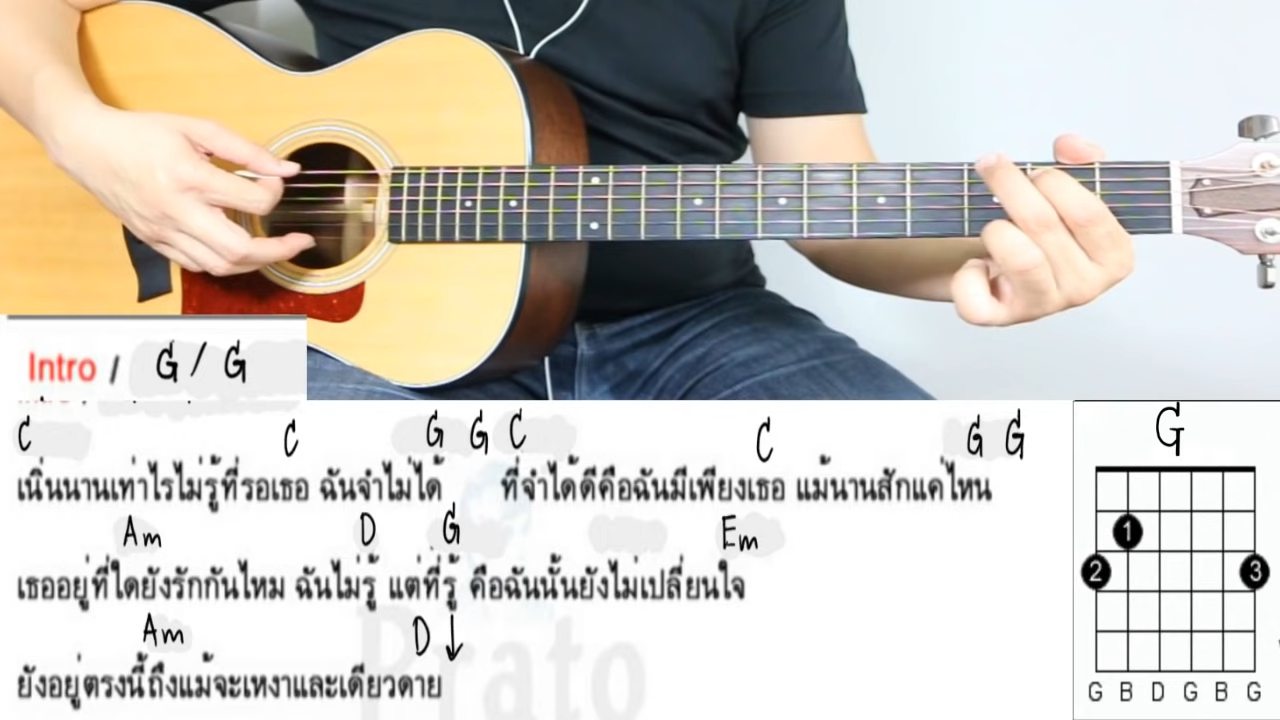 Intro / G / G
C C G G C C G G
เนิ่นนานเท่าไรไม่รู้ที่รอเธอ ฉันจำไม่ได้ ที่จำได้ดีคือฉันมีเพียงเธอ แม้นานสักแค่ไหน
Am D G Em
เธออยู่ที่ใดยังรักกันไหม ฉันไม่รู้ แต่ที่รู้ คือฉันนั้นยังไม่เปลี่ยนใจ
Am D ↓
ยังอยู่ตรงนี้ถึงแม้จะเหงาและเดียวดาย
Prato
G
1
2 3
G B D G B G